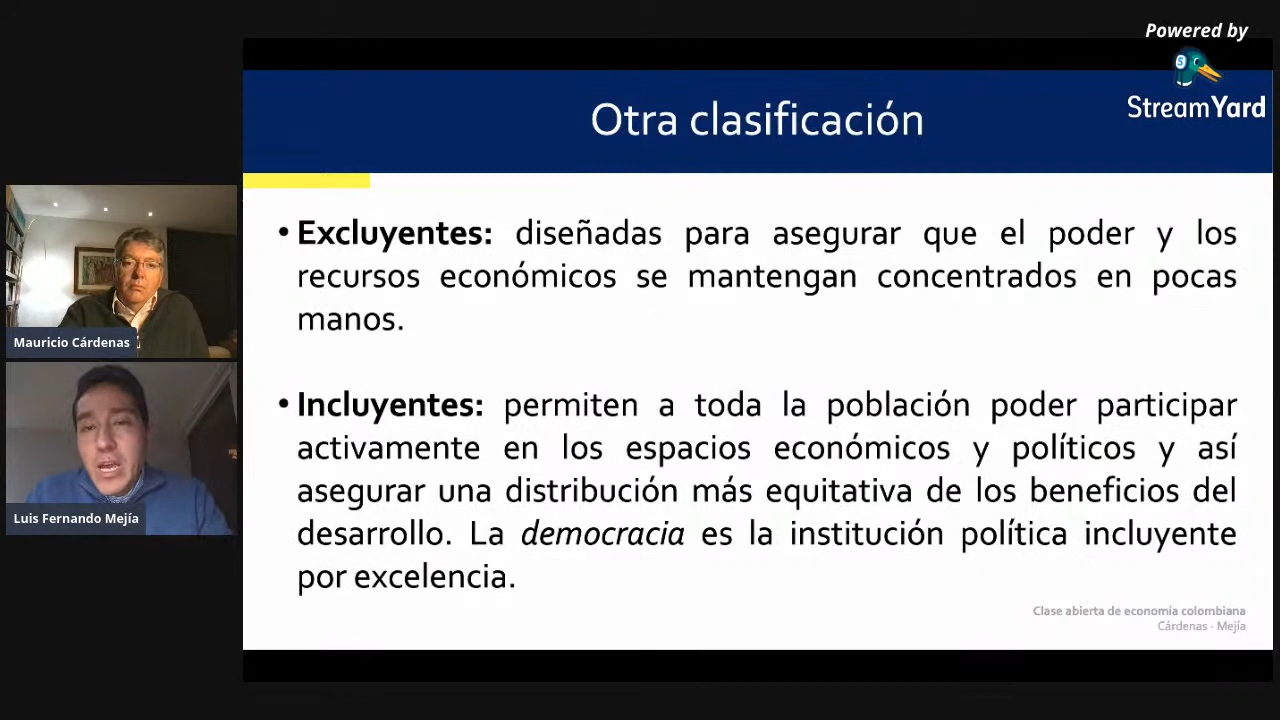 Powered by
StreamYard
Otra clasificación
• Excluyentes: diseñadas para asegurar que el poder y los
recursos económicos se mantengan concentrados en pocas
manos.
• Incluyentes: permiten a toda la población poder participar
activamente en los espacios económicos y políticos y así
asegurar una distribución más equitativa de los beneficios del
desarrollo. La democracia es la institución política incluyente
por excelencia.
Clase abierta de economía colombiana
Cárdenas - Mejía
Mauricio Cárdenas
Luis Fernando Mejía